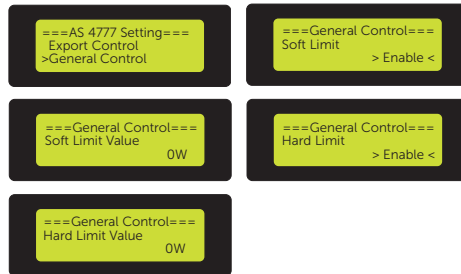 ===AS 4777 Setting===
Export Control
>General Control
===General Control===
Soft Limit
> Enable <
===General Control===
Soft Limit Value
0W
===General Control===
Hard Limit
> Enable <
===General Control===
Hard Limit Value
0W